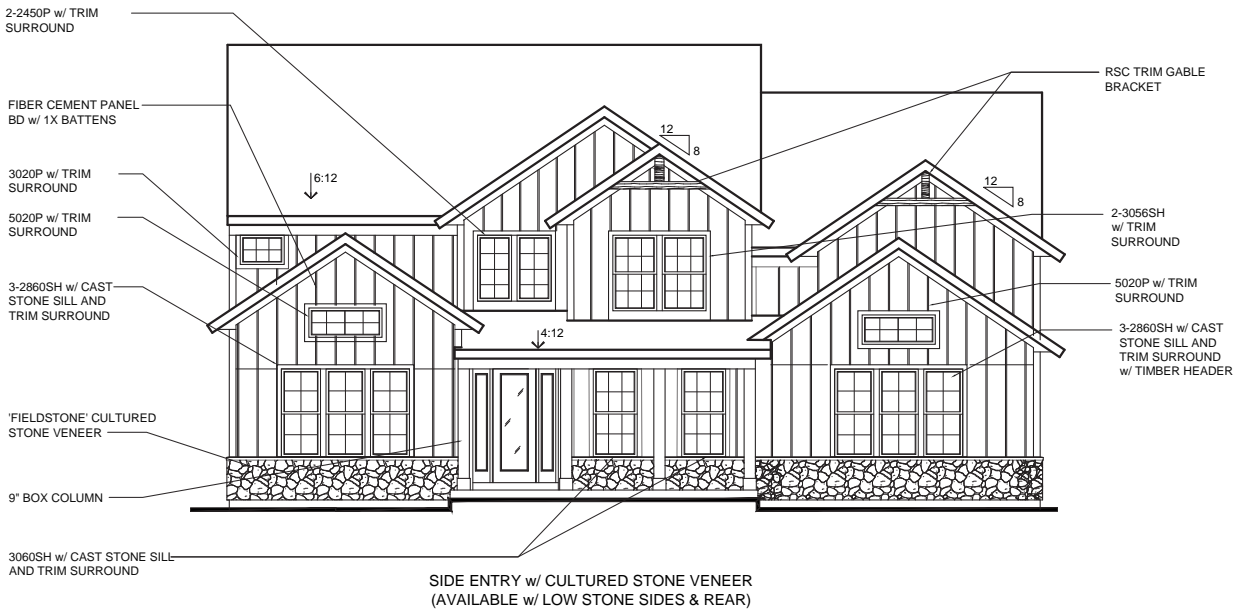 2-2450P w/ TRIM
SURROUND
FIBER CEMENT PANEL
BD w/ 1X BATTENS
3020P w/ TRIM
SURROUND
5020P w/ TRIM
SURROUND
3-2860SH w/ CAST
STONE SILL AND
TRIM SURROUND
'FIELDSTONE' CULTURED
STONE VENEER
9" BOX COLUMN
3060SH w/ CAST STONE SILL
AND TRIM SURROUND
6:12
12
8
4:12
12
8
RSC TRIM GABLE
BRACKET
2-3056SH
w/ TRIM
SURROUND
5020P w/ TRIM
SURROUND
3-2860SH w/ CAST
STONE SILL AND
TRIM SURROUND
w/ TIMBER HEADER
SIDE ENTRY w/ CULTURED STONE VENEER
(AVAILABLE w/ LOW STONE SIDES & REAR)